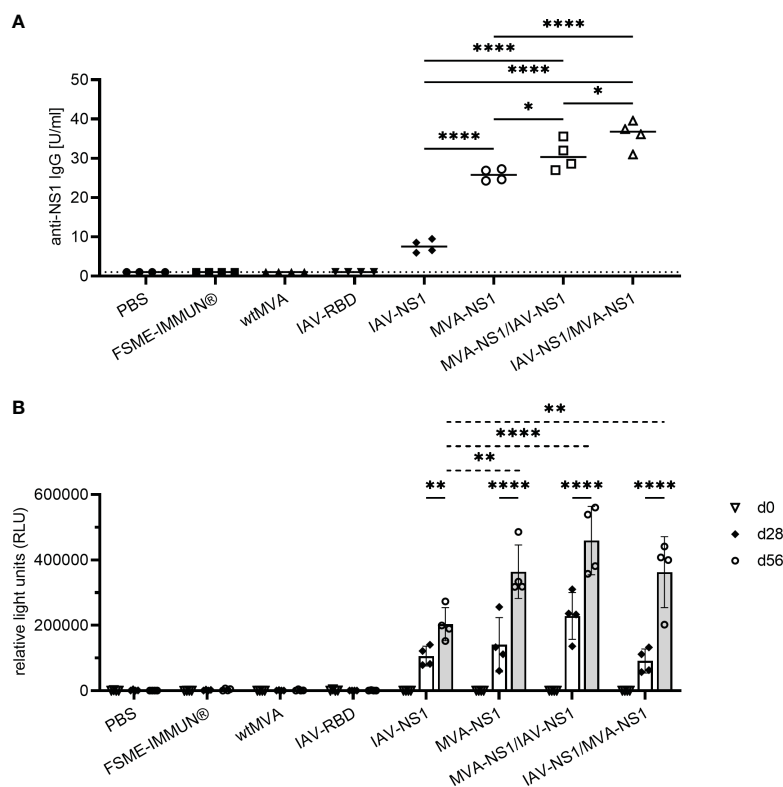 A
****
****
****
*
*
****
50
40
30
20
10
0
anti-NS1 IgG [U/ml]
PBS
FSME-IMMUN®
wtMVA
IAV-RBD
IAV-NS1
MVA-NS1
MVA-NS1/IAV-NS1
IAV-NS1/MVA-NS1
B
**
****
**
** **** **** ****
600000
400000
200000
0
relative light units (RLU)
d0
d28
d56
PBS
FSME-IMMUN®
wtMVA
IAV-RBD
IAV-NS1
MVA-NS1
MVA-NS1/IAV-NS1
IAV-NS1/MVA-NS1